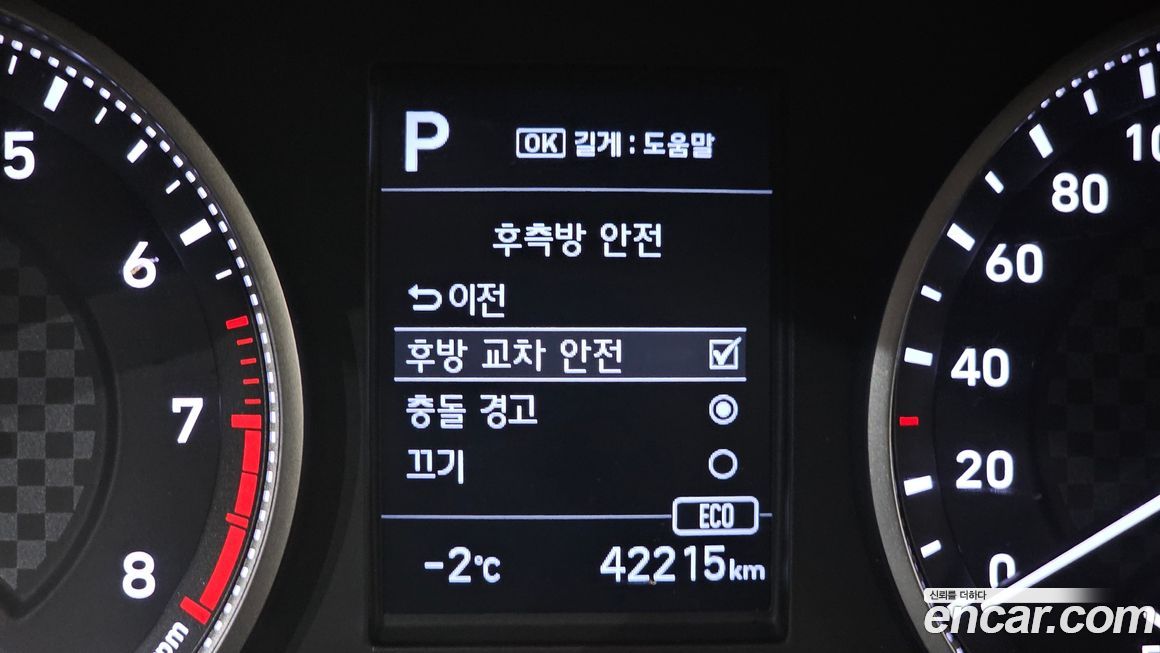 P OK 길게 : 도움말
후측방 안전
이전
후방 교차 안전
충돌 경고
끄기
ECO
-2°C 42215km
5
6
7
8
80
60
40
20
0
신뢰를 더하다
encar.com